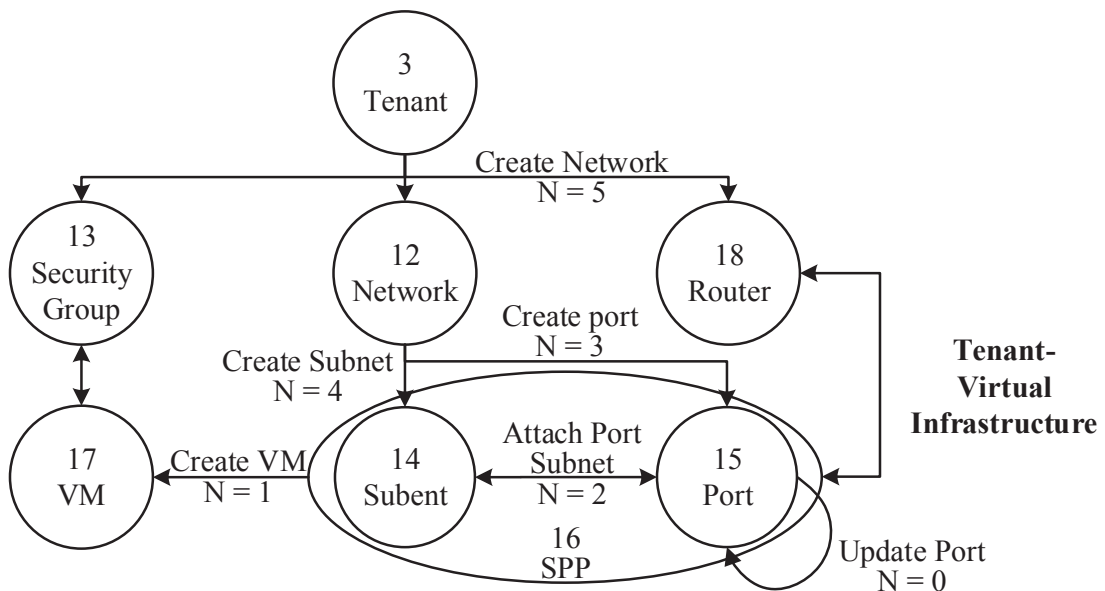 3
Tenant
Create Network
N = 5
13
Security
Group
12
Network
18
Router
Create port
N = 3
Create Subnet
N = 4
Tenant-
Virtual
Infrastructure
17
VM
Create VM
N = 1
14
Subent
Attach Port
Subnet
N = 2
15
Port
16
SPP
Update Port
N = 0